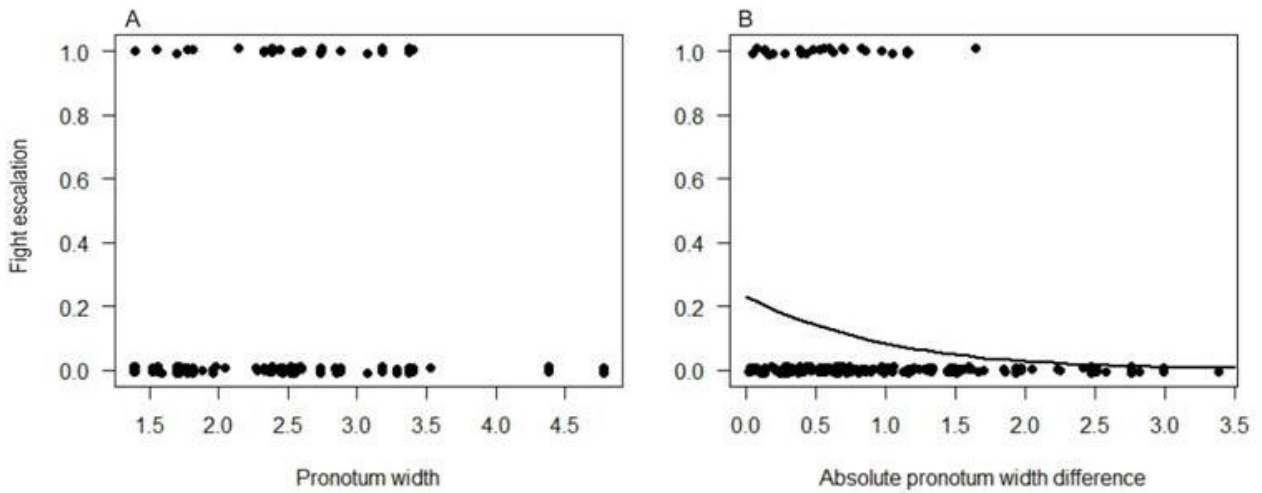 A
B
1.0
0.8
0.6
0.4
0.2
0.0
Fight escalation
1.5 2.0 2.5 3.0 3.5 4.0 4.5
Pronotum width
1.0
0.8
0.6
0.4
0.2
0.0
0.0 0.5 1.0 1.5 2.0 2.5 3.0 3.5
Absolute pronotum width difference